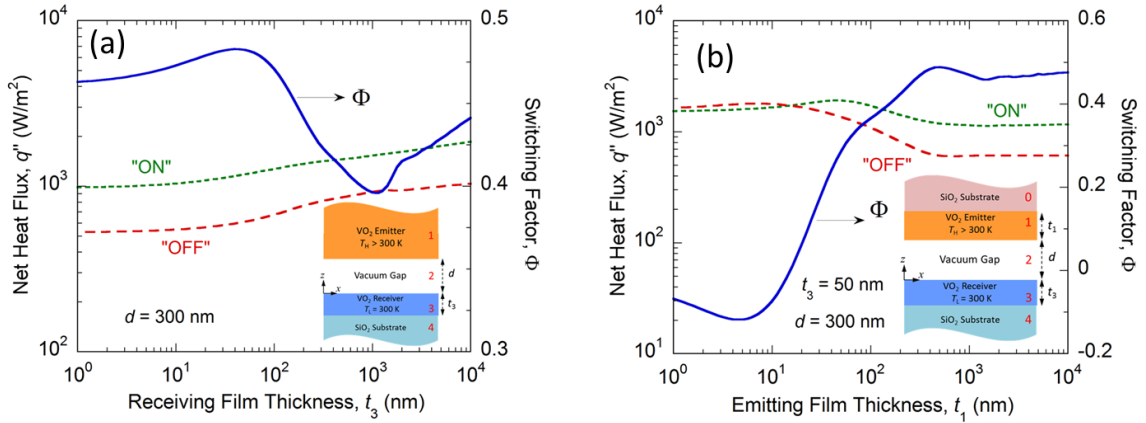 (a)
10⁴
10³
10²
Net Heat Flux, q" (W/m²)
0.5
0.4
0.3
Switching Factor, Φ
Φ
"ON"
"OFF"
VO₂ Emitter
T_H > 300 K
1
Vacuum Gap
2
d
z
x
VO₂ Receiver
T_L = 300 K
3
t₃
SiO₂ Substrate
4
d = 300 nm
10⁰ 10¹ 10² 10³ 10⁴
Receiving Film Thickness, t₃ (nm)
(b)
10⁴
10³
10²
10¹
Net Heat Flux, q" (W/m²)
0.6
0.4
0.2
0
-0.2
Switching Factor, Φ
"ON"
"OFF"
Φ
SiO₂ Substrate
0
VO₂ Emitter
T_H > 300 K
1
t₁
Vacuum Gap
2
d
z
x
VO₂ Receiver
T_L = 300 K
3
t₃
SiO₂ Substrate
4
t₃ = 50 nm
d = 300 nm
10⁰ 10¹ 10² 10³ 10⁴
Emitting Film Thickness, t₁ (nm)